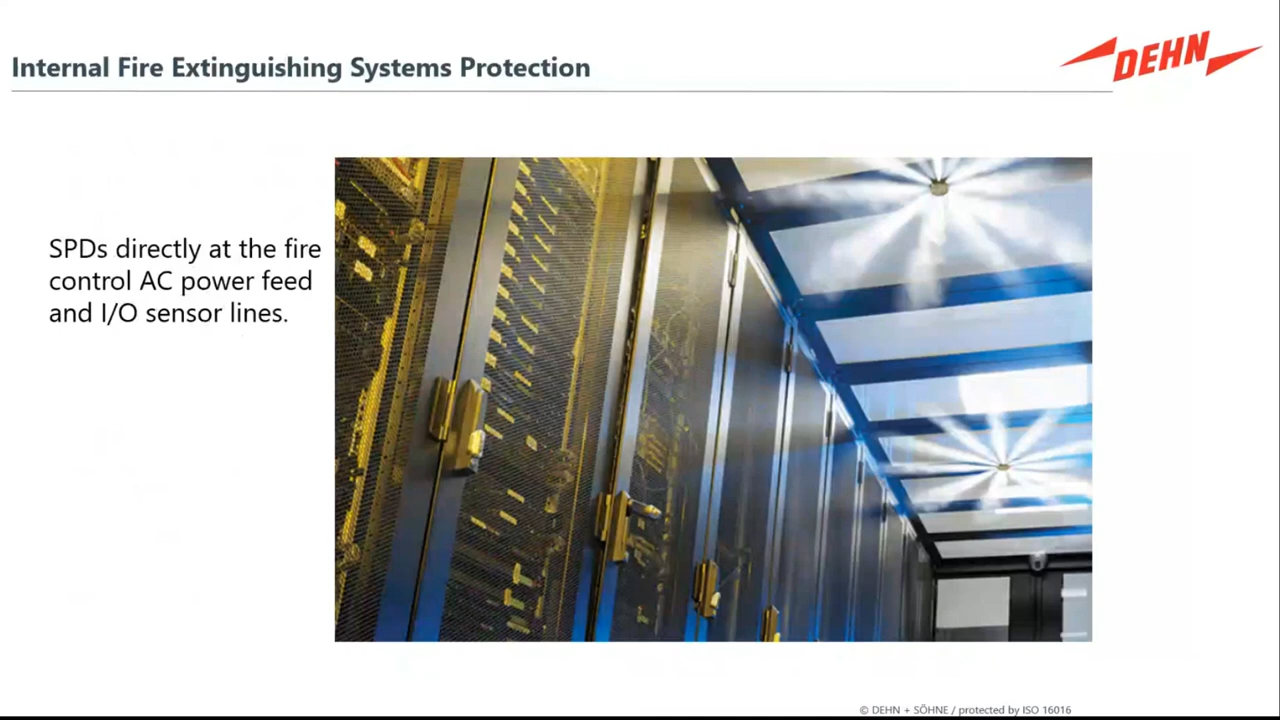 Internal Fire Extinguishing Systems Protection
DEHN
SPDs directly at the fire
control AC power feed
and I/O sensor lines.
© DEHN + SÖHNE / protected by ISO 16016